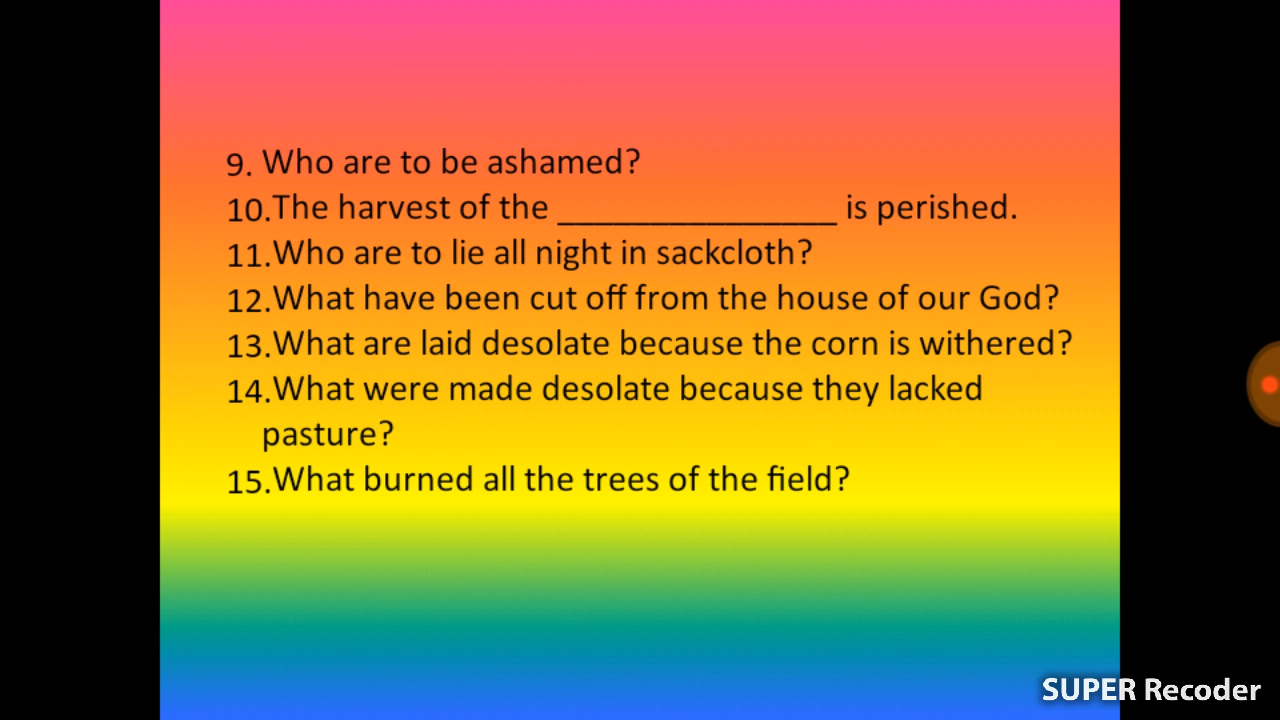 9. Who are to be ashamed?
10.The harvest of the _______________ is perished.
11.Who are to lie all night in sackcloth?
12.What have been cut off from the house of our God?
13.What are laid desolate because the corn is withered?
14.What were made desolate because they lacked
pasture?
15.What burned all the trees of the field?
SUPER Recoder